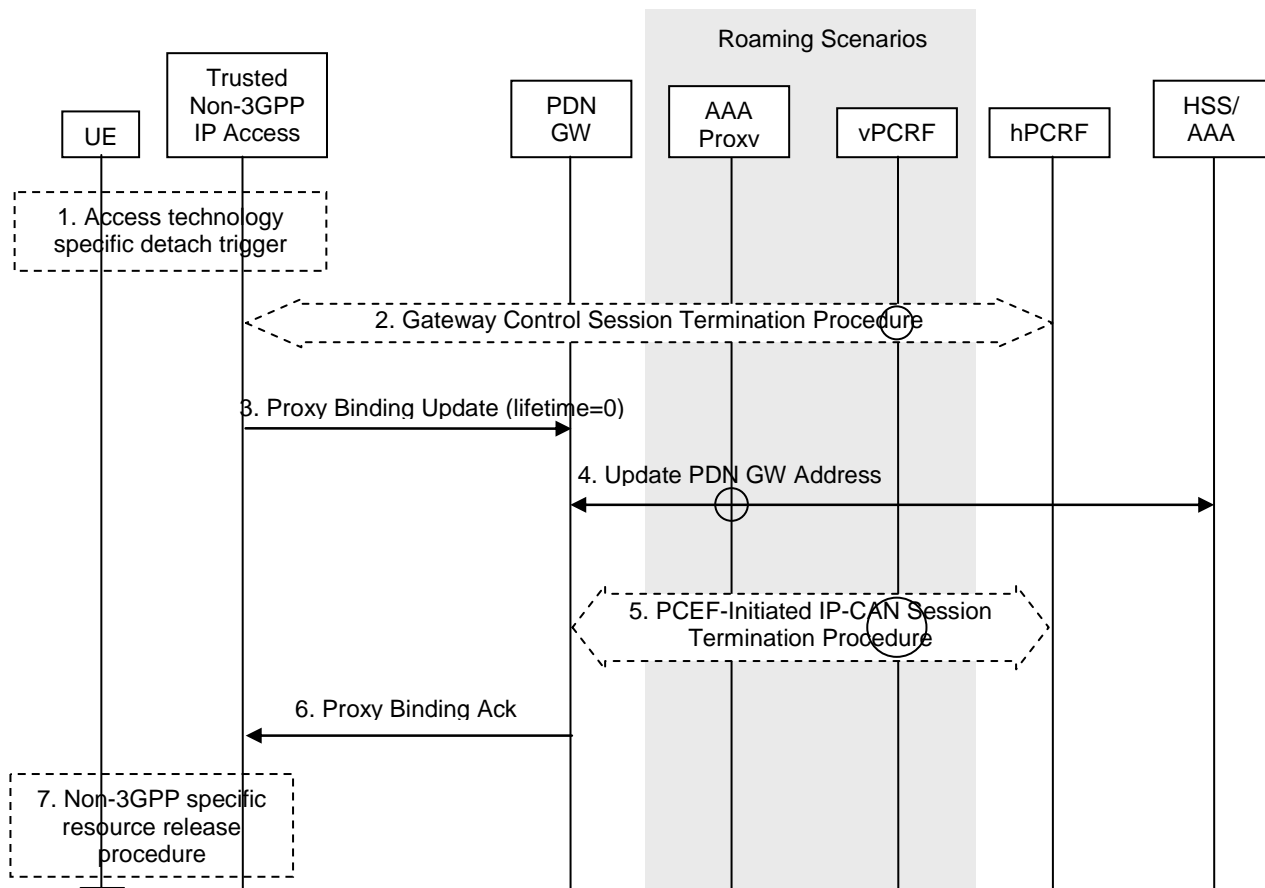 Roaming Scenarios
UE
Trusted
Non-3GPP
IP Access
PDN
GW
AAA
Proxy
vPCRF
hPCRF
HSS/
AAA
1. Access technology
specific detach trigger
2. Gateway Control Session Termination Procedure
3. Proxy Binding Update (lifetime=0)
4. Update PDN GW Address
5. PCEF-Initiated IP-CAN Session
Termination Procedure
6. Proxy Binding Ack
7. Non-3GPP specific
resource release
procedure